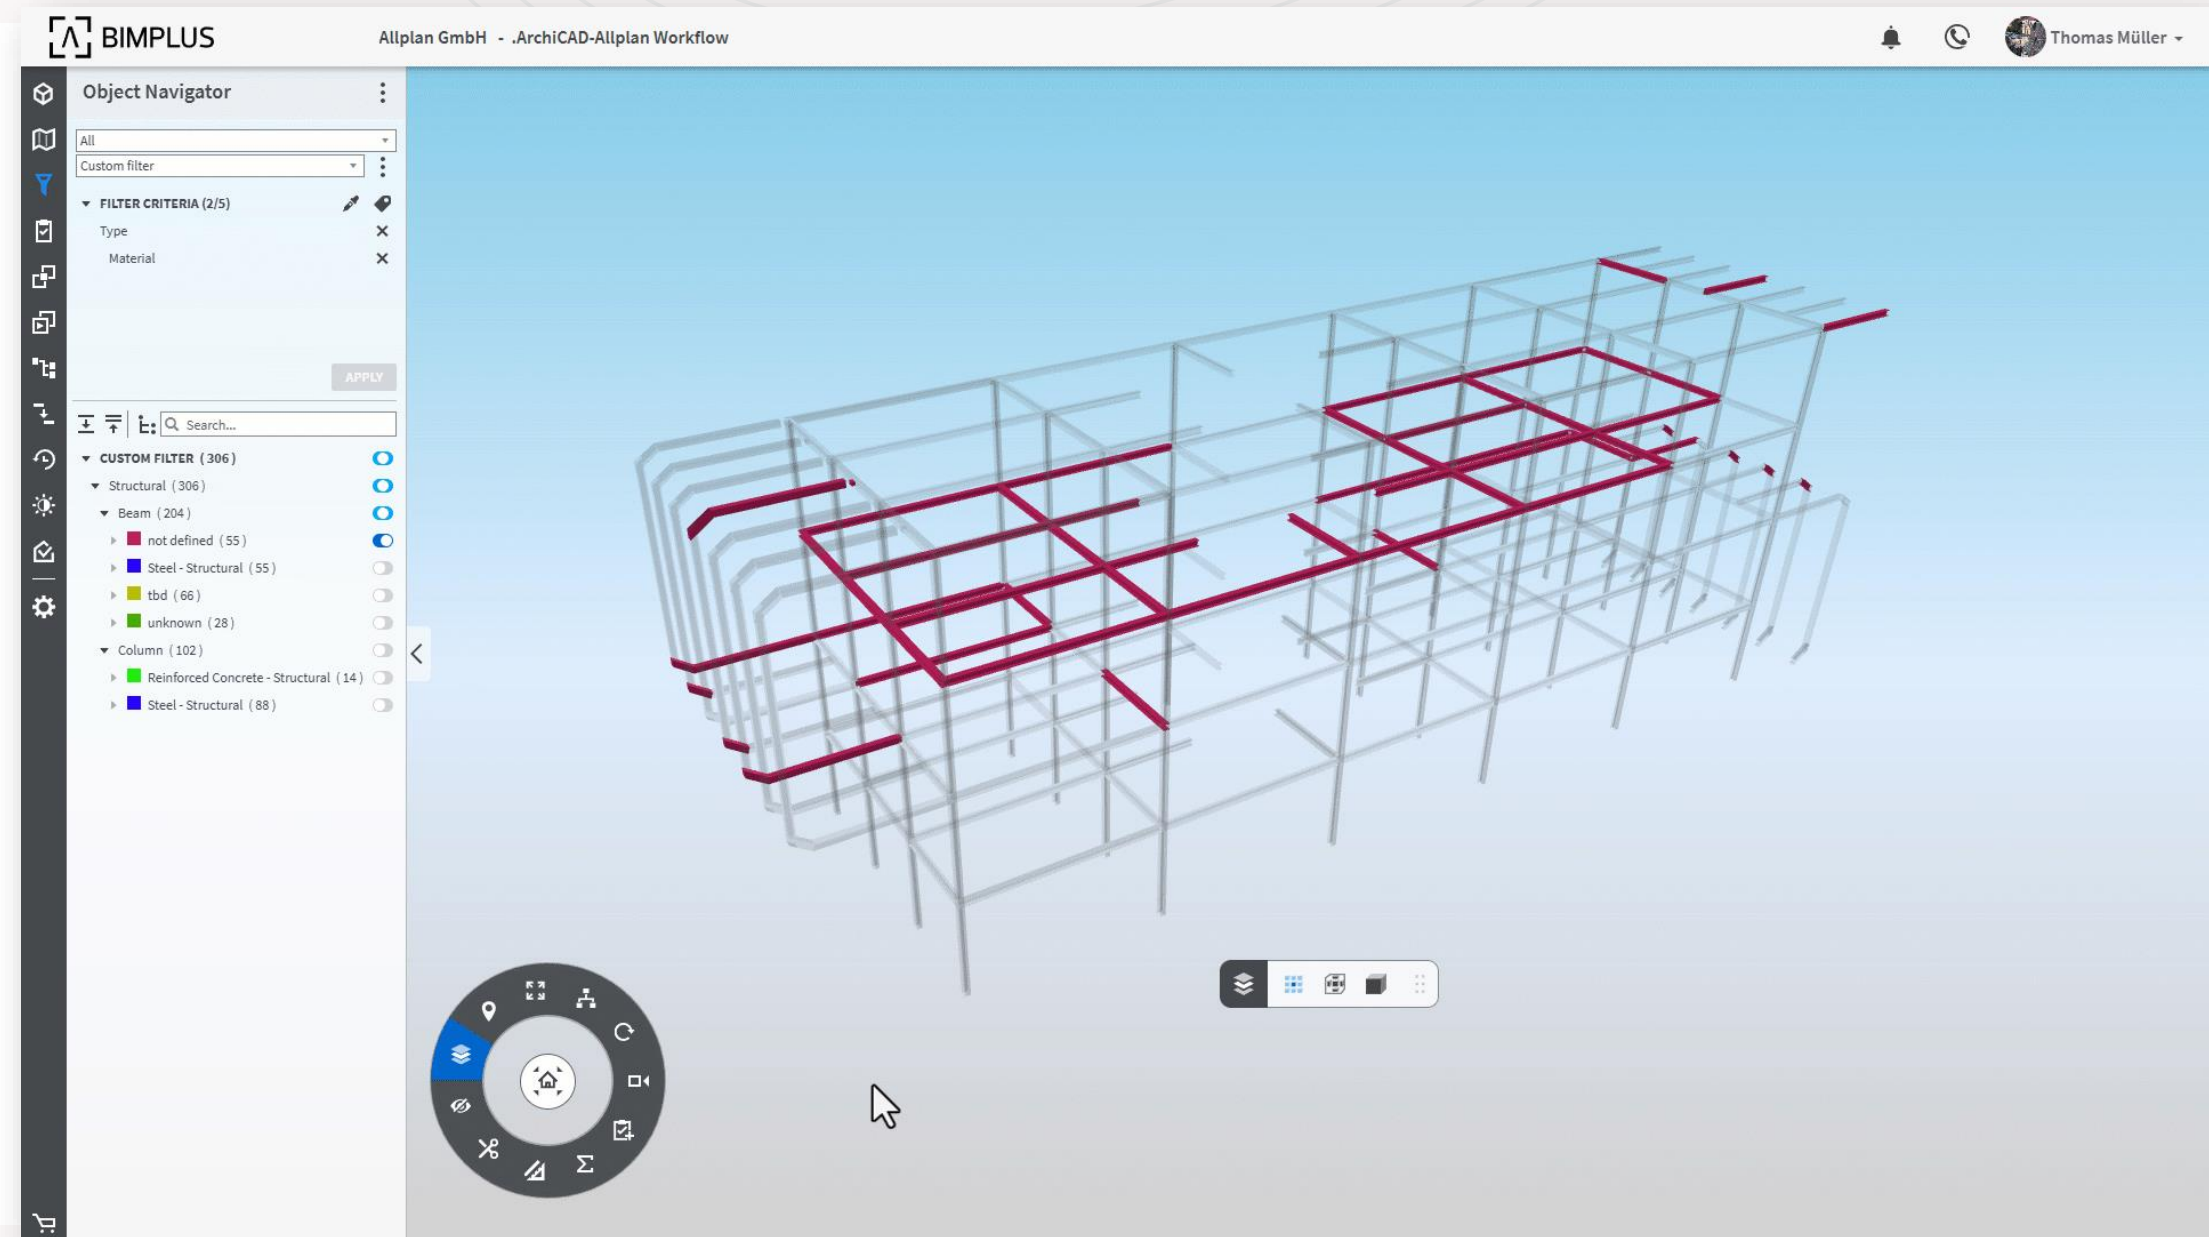 BIMPLUS
Allplan GmbH - .ArchiCAD-Allplan Workflow
Thomas Müller
Object Navigator
All
Custom filter
FILTER CRITERIA (2/5)
Type
Material
APPLY
Search...
CUSTOM FILTER (306)
Structural (306)
Beam (204)
not defined (55)
Steel - Structural (55)
tbd (66)
unknown (28)
Column (102)
Reinforced Concrete - Structural (14)
Steel - Structural (88)